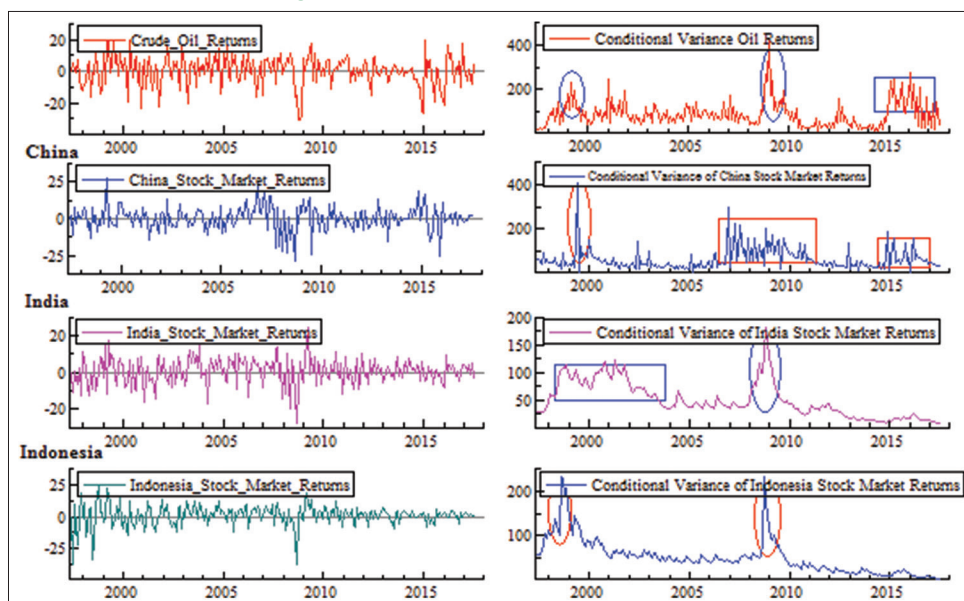 Crude_Oil_Returns
20
0
-20
2000 2005 2010 2015
Conditional Variance Oil Returns
400
200
2000 2005 2010 2015
China
China_Stock_Market_Returns
25
0
-25
2000 2005 2010 2015
Conditional Variance of China Stock Market Returns
400
200
2000 2005 2010 2015
India
India_Stock_Market_Returns
20
0
-20
2000 2005 2010 2015
Conditional Variance of India Stock Market Returns
200
150
100
50
2000 2005 2010 2015
Indonesia
Indonesia_Stock_Market_Returns
25
0
-25
2000 2005 2010 2015
Conditional Variance of Indonesia Stock Market Returns
200
100
2000 2005 2010 2015